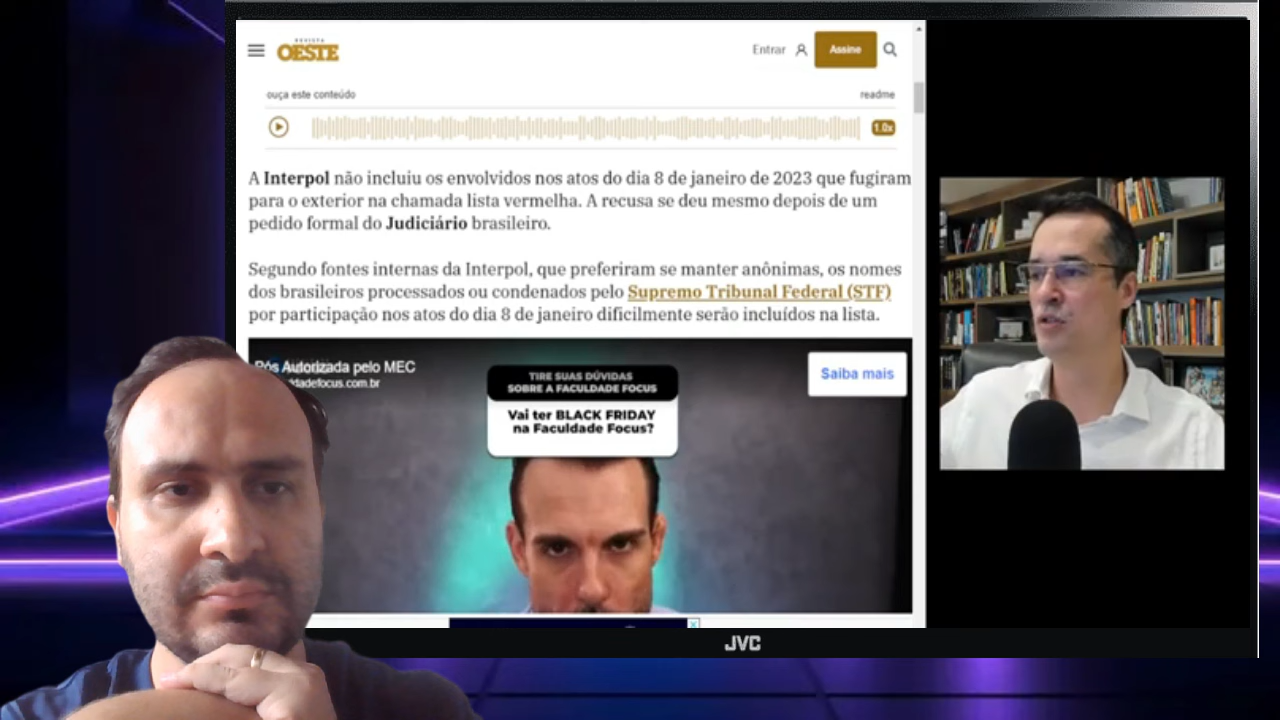 REVISTA
OESTE
Entrar
Assine
ouça este conteúdo
readme
1.0x
A Interpol não incluiu os envolvidos nos atos do dia 8 de janeiro de 2023 que fugiram
para o exterior na chamada lista vermelha. A recusa se deu mesmo depois de um
pedido formal do Judiciário brasileiro.
Segundo fontes internas da Interpol, que preferiram se manter anônimas, os nomes
dos brasileiros processados ou condenados pelo Supremo Tribunal Federal (STF)
por participação nos atos do dia 8 de janeiro dificilmente serão incluídos na lista.
Pós Autorizada pelo MEC
dadefocus.com.br
TIRE SUAS DÚVIDAS
SOBRE A FACULDADE FOCUS
Vai ter BLACK FRIDAY
na Faculdade Focus?
Saiba mais
JVC